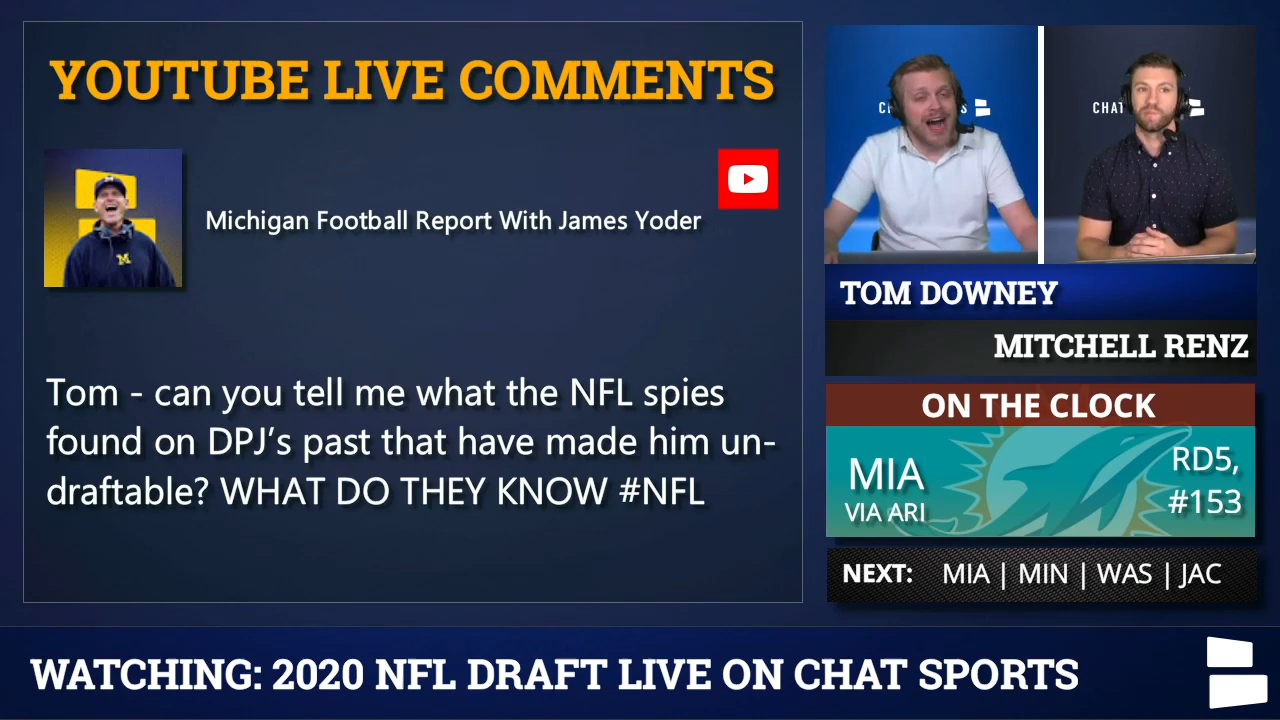 YOUTUBE LIVE COMMENTS
Michigan Football Report With James Yoder
Tom - can you tell me what the NFL spies
found on DPJ's past that have made him un-
draftable? WHAT DO THEY KNOW #NFL
CHAT
TOM DOWNEY
MITCHELL RENZ
ON THE CLOCK
MIA
VIA ARI
RD5,
#153
NEXT: MIA | MIN | WAS | JAC
WATCHING: 2020 NFL DRAFT LIVE ON CHAT SPORTS